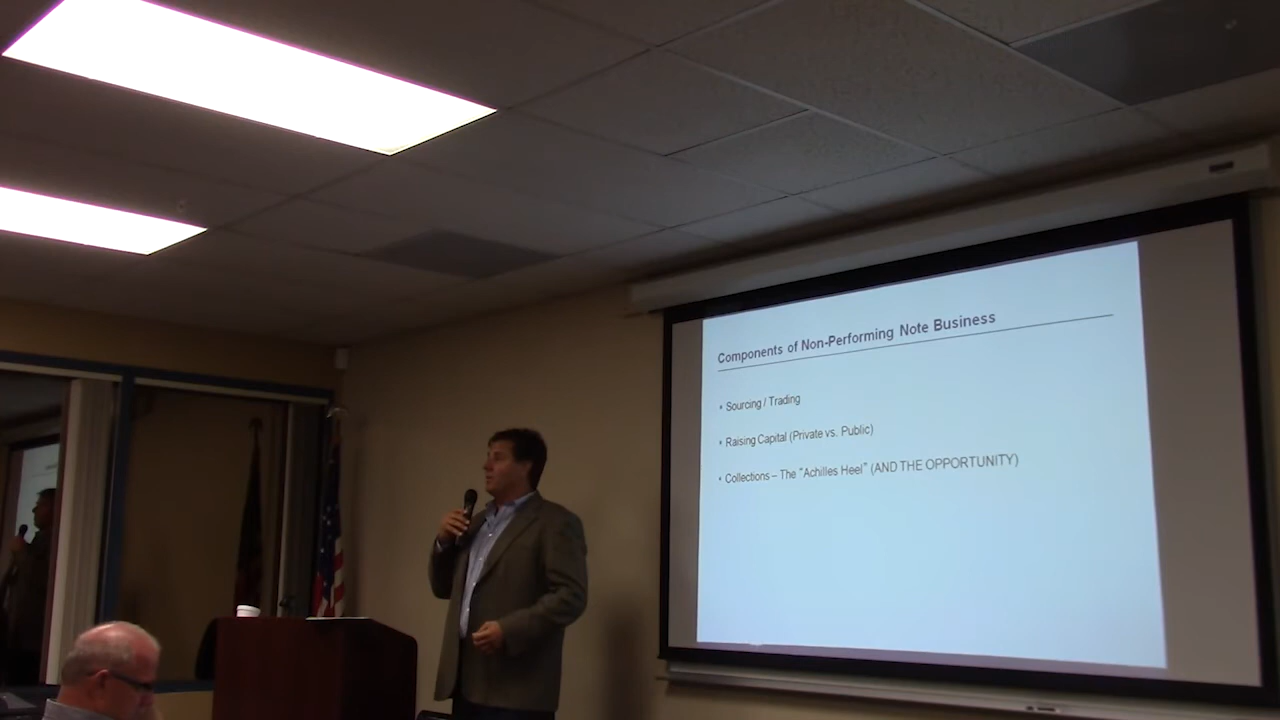 Components of Non-Performing Note Business
• Sourcing / Trading
• Raising Capital (Private vs. Public)
• Collections – The "Achilles Heel" (AND THE OPPORTUNITY)